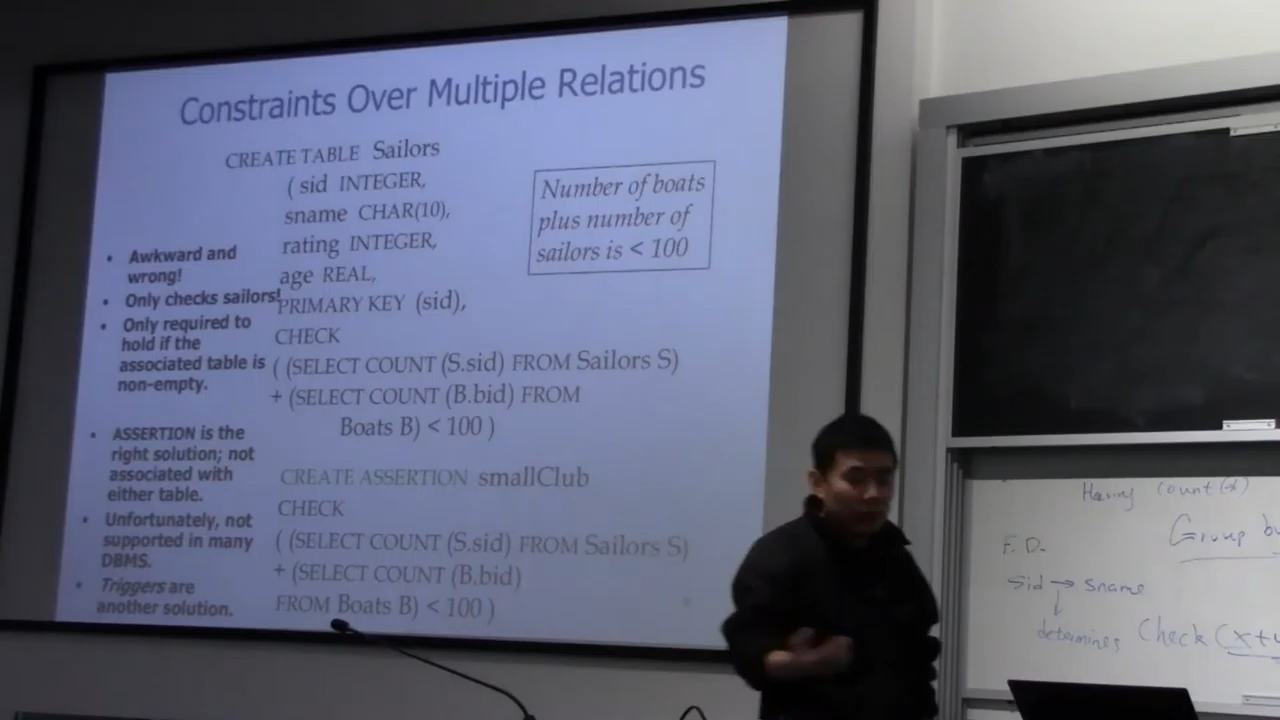 Constraints Over Multiple Relations
CREATE TABLE Sailors
( sid INTEGER,
sname CHAR(10),
rating INTEGER,
age REAL,
PRIMARY KEY (sid),
CHECK
( (SELECT COUNT (S.sid) FROM Sailors S)
+ (SELECT COUNT (B.bid) FROM
Boats B) < 100 )
Number of boats
plus number of
sailors is < 100
• Awkward and
wrong!
• Only checks sailors!
• Only required to
hold if the
associated table is
non-empty.
• ASSERTION is the
right solution; not
associated with
either table.
• Unfortunately, not
supported in many
DBMS.
• Triggers are
another solution.
CREATE ASSERTION smallClub
CHECK
( (SELECT COUNT (S.sid) FROM Sailors S)
+ (SELECT COUNT (B.bid)
FROM Boats B) < 100 )
Having Count(*)
Group
F.D.
Sid → Sname
determines Check (x+